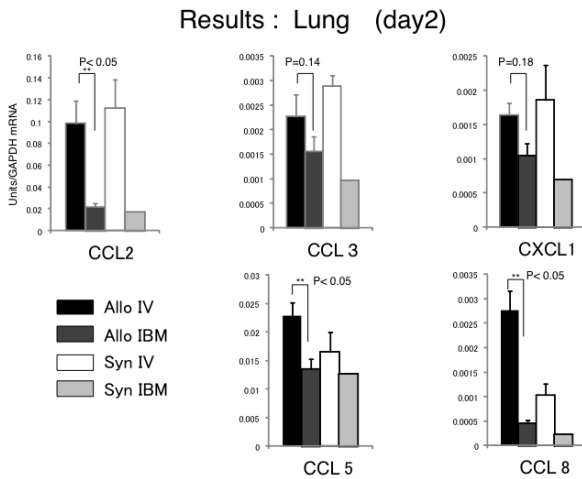 Results : Lung (day2)
Units/GAPDH mRNA
P< 0.05
**
0.16
0.14
0.12
0.1
0.08
0.06
0.04
0.02
0
CCL2
P=0.14
0.0035
0.003
0.0025
0.002
0.0015
0.001
0.0005
0
CCL 3
P=0.18
0.0025
0.002
0.0015
0.001
0.0005
0
CXCL1
Allo IV
Allo IBM
Syn IV
Syn IBM
P< 0.05
**
0.03
0.025
0.02
0.015
0.01
0.005
0
CCL 5
** P< 0.05
0.0035
0.003
0.0025
0.002
0.0015
0.001
0.0005
0
CCL 8